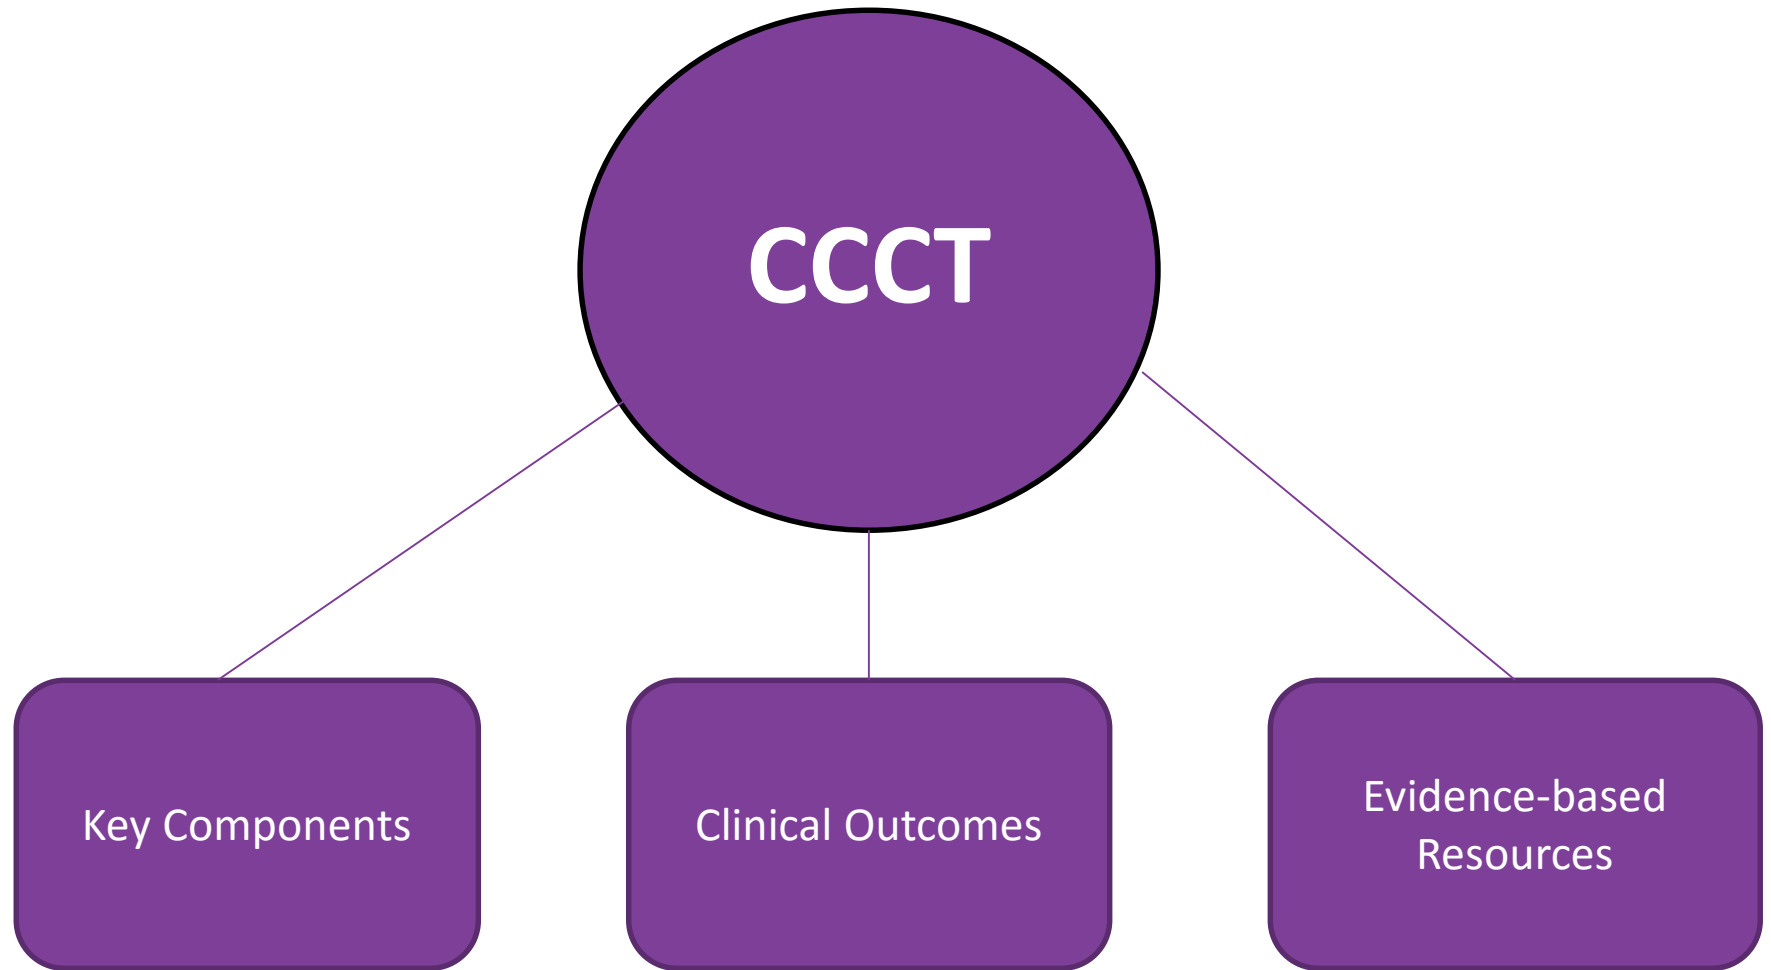 CCCT
Key Components
Clinical Outcomes
Evidence-based
Resources